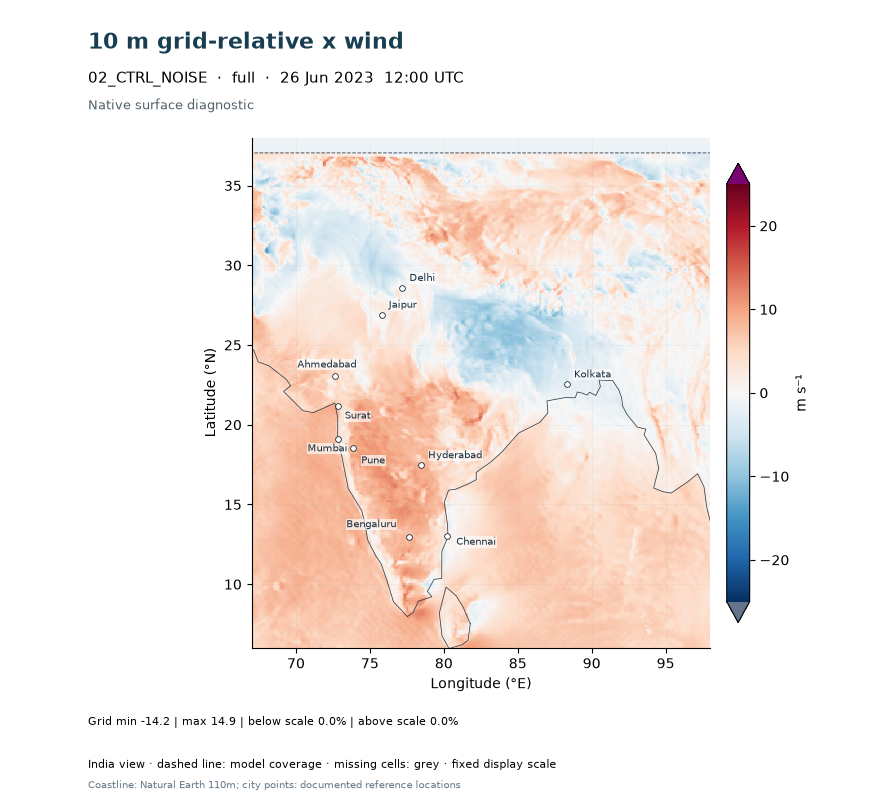 10 m grid-relative x wind
02_CTRL_NOISE · full · 26 Jun 2023 12:00 UTC
Native surface diagnostic
35
30
25
20
15
10
Latitude (°N)
Delhi
Jaipur
Ahmedabad
Kolkata
Surat
Mumbai
Pune
Hyderabad
Bengaluru
Chennai
70
75
80
85
90
95
Longitude (°E)
20
10
0
−10
−20
m s⁻¹
Grid min -14.2 | max 14.9 | below scale 0.0% | above scale 0.0%
India view · dashed line: model coverage · missing cells: grey · fixed display scale
Coastline: Natural Earth 110m; city points: documented reference locations